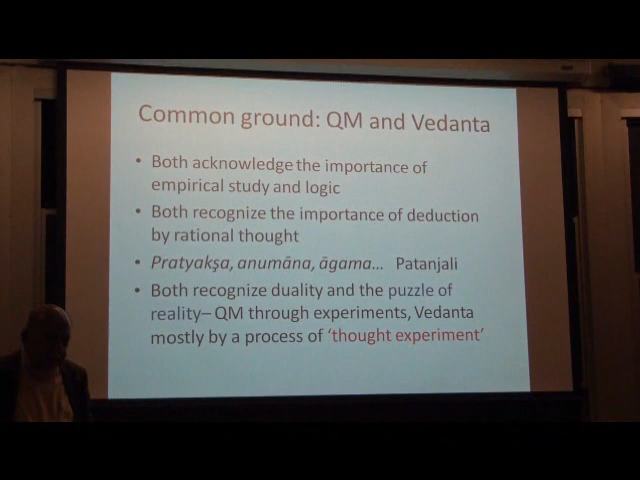 Common ground: QM and Vedanta
• Both acknowledge the importance of
empirical study and logic
• Both recognize the importance of deduction
by rational thought
• Pratyakṣa, anumāna, āgama... Patanjali
• Both recognize duality and the puzzle of
reality– QM through experiments, Vedanta
mostly by a process of ‘thought experiment’